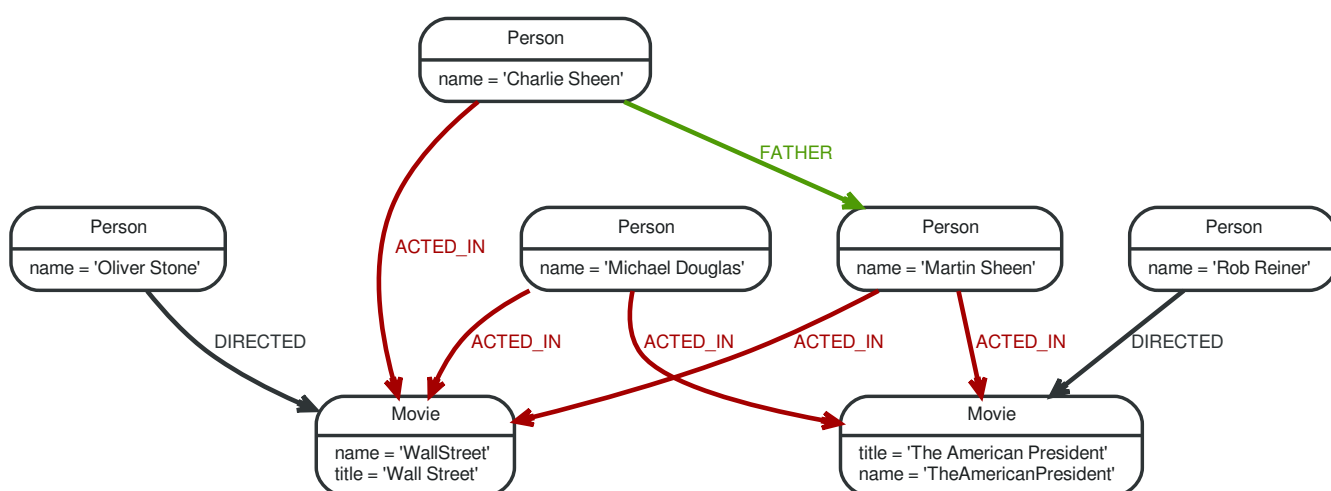 Person
name = 'Charlie Sheen'
FATHER
Person
name = 'Oliver Stone'
ACTED_IN
Person
name = 'Michael Douglas'
Person
name = 'Martin Sheen'
Person
name = 'Rob Reiner'
DIRECTED
ACTED_IN
ACTED_IN
ACTED_IN
ACTED_IN
DIRECTED
Movie
name = 'WallStreet'
title = 'Wall Street'
Movie
title = 'The American President'
name = 'TheAmericanPresident'